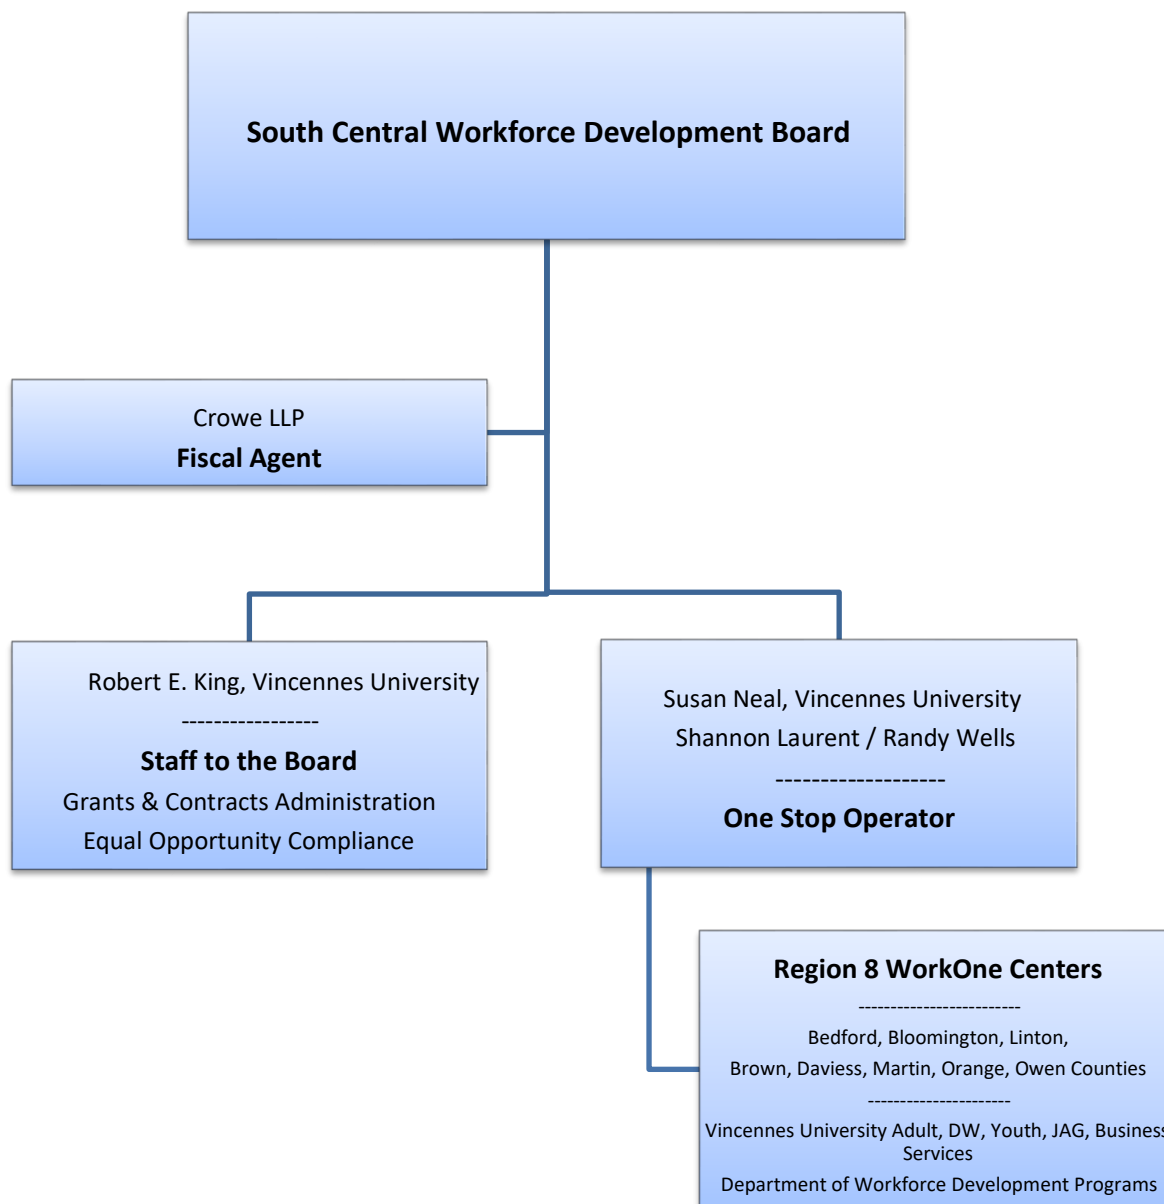 South Central Workforce Development Board
Crowe LLP
Fiscal Agent
Robert E. King, Vincennes University
-----------------
Staff to the Board
Grants & Contracts Administration
Equal Opportunity Compliance
Susan Neal, Vincennes University
Shannon Laurent / Randy Wells
-------------------
One Stop Operator
Region 8 WorkOne Centers
-------------------------
Bedford, Bloomington, Linton,
Brown, Daviess, Martin, Orange, Owen Counties
----------------------
Vincennes University Adult, DW, Youth, JAG, Business
Services
Department of Workforce Development Programs